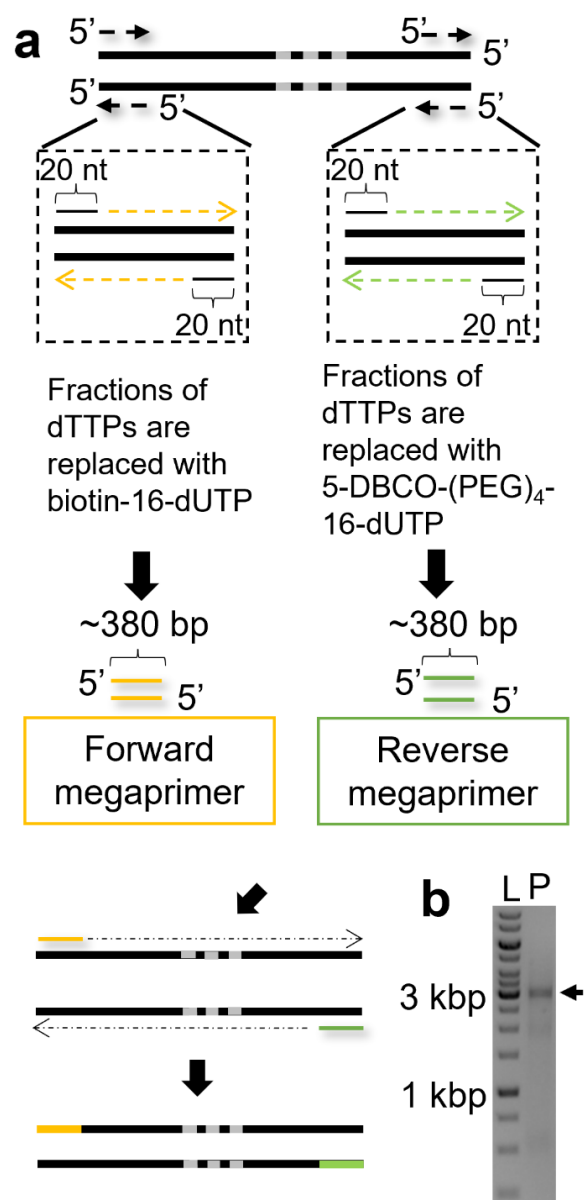 a
5’
5’
5’
5’
5’
5’
20 nt
20 nt
20 nt
20 nt
Fractions of
dTTPs are
replaced with
biotin-16-dUTP
Fractions of
dTTPs are
replaced with
5-DBCO-(PEG)₄-
16-dUTP
~380 bp
5’
5’
Forward
megaprimer
~380 bp
5’
5’
Reverse
megaprimer
b
L P
3 kbp
1 kbp